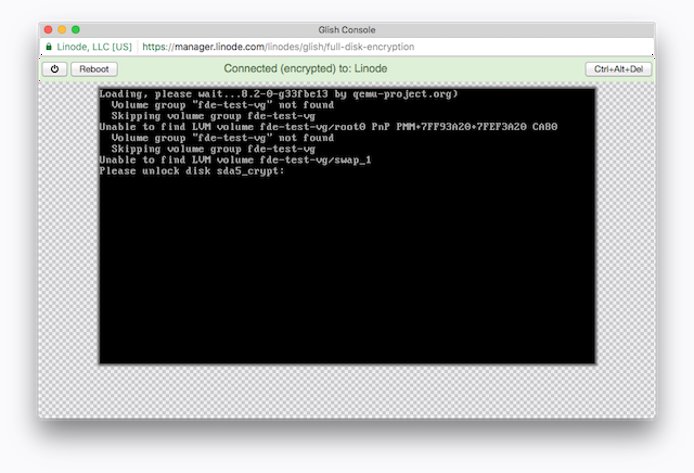 Glish Console
Linode, LLC [US] https://manager.linode.com/linodes/glish/full-disk-encryption
Reboot Connected (encrypted) to: Linode Ctrl+Alt+Del
Loading, please wait...8.2-0-g33fbe13 by qemu-project.org)
Volume group "fde-test-vg" not found
Skipping volume group fde-test-vg
Unable to find LVM volume fde-test-vg/root0 PnP PMM+7FF93A20+7FEF3A20 CA80
Volume group "fde-test-vg" not found
Skipping volume group fde-test-vg
Unable to find LVM volume fde-test-vg/swap_1
Please unlock disk sda5_crypt: